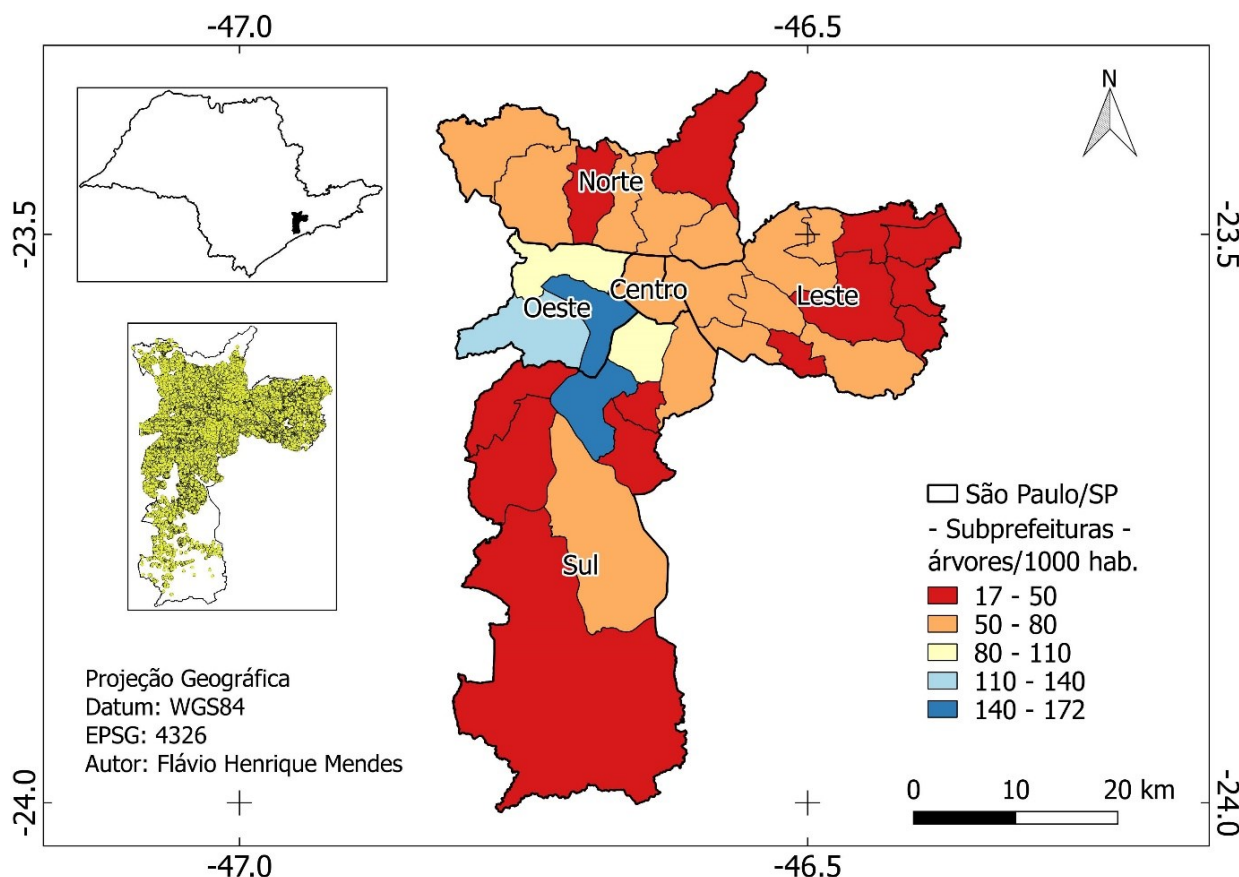 -47.0
-46.5
N
-23.5
-23.5
Norte
Centro
Oeste
Leste
Sul
São Paulo/SP
- Subprefeituras -
árvores/1000 hab.
17 - 50
50 - 80
80 - 110
110 - 140
140 - 172
Projeção Geográfica
Datum: WGS84
EPSG: 4326
Autor: Flávio Henrique Mendes
0 10 20 km
-24.0
-24.0
-47.0
-46.5